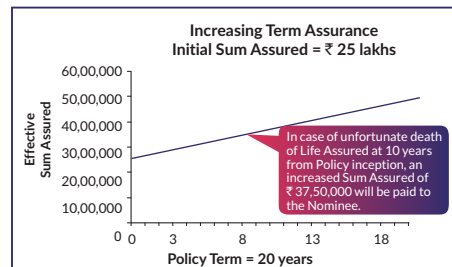 Increasing Term Assurance
Initial Sum Assured = ₹ 25 lakhs
60,00,000
50,00,000
40,00,000
30,00,000
20,00,000
10,00,000
0
Effective
Sum Assured
In case of unfortunate death
of Life Assured at 10 years
from Policy inception, an
increased Sum Assured of
₹ 37,50,000 will be paid to
the Nominee.
0 3 8 13 18
Policy Term = 20 years